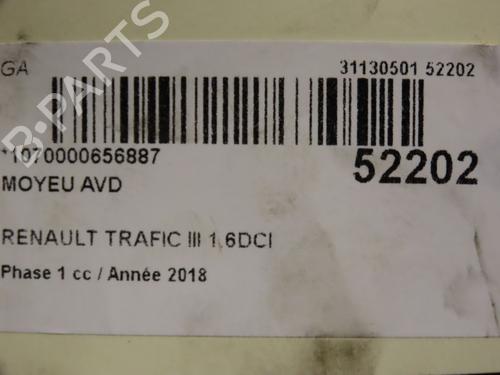 GA 31130501 52202
*1070000656887 52202
MOYEU AVD
RENAULT TRAFIC III 1.6DCI
Phase 1 cc / Année 2018
B-PARTS